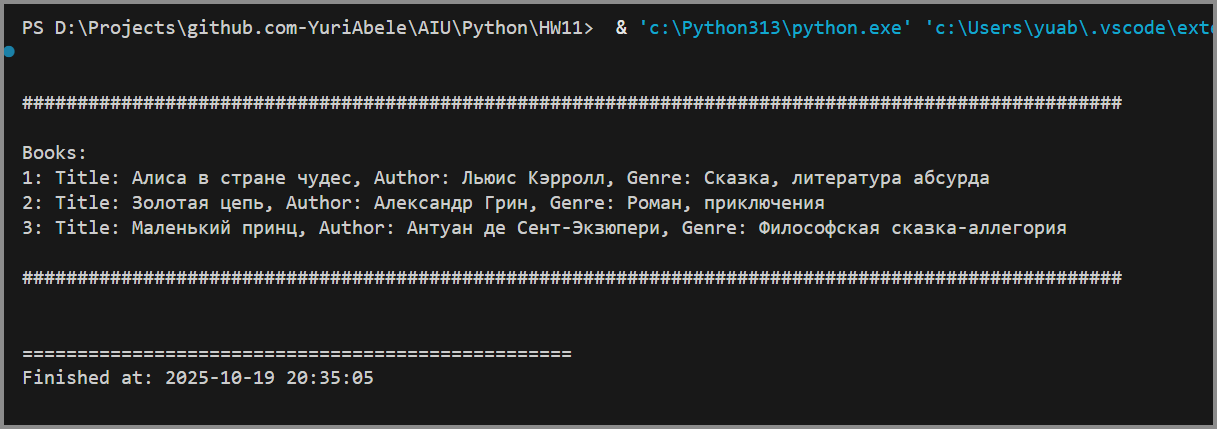 PS D:\Projects\github.com-YuriAbele\AIU\Python\HW11>  & 'c:\Python313\python.exe' 'c:\Users\yuab\.vscode\exte
####################################################################################################
Books:
1: Title: Алиса в стране чудес, Author: Льюис Кэрролл, Genre: Сказка, литература абсурда
2: Title: Золотая цепь, Author: Александр Грин, Genre: Роман, приключения
3: Title: Маленький принц, Author: Антуан де Сент-Экзюпери, Genre: Философская сказка-аллегория
####################################################################################################
==================================================
Finished at: 2025-10-19 20:35:05